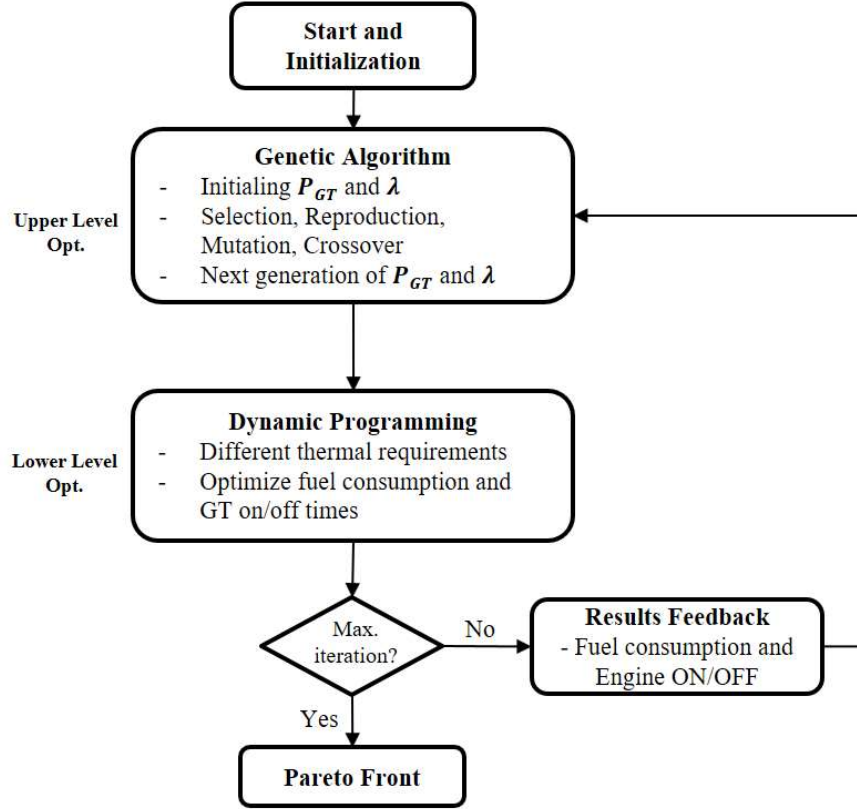 Start and
Initialization
Genetic Algorithm
- Initialing P_GT and λ
- Selection, Reproduction,
Mutation, Crossover
- Next generation of P_GT and λ
Upper Level
Opt.
Dynamic Programming
- Different thermal requirements
- Optimize fuel consumption and
GT on/off times
Lower Level
Opt.
Max.
iteration?
No
Results Feedback
- Fuel consumption and
Engine ON/OFF
Yes
Pareto Front